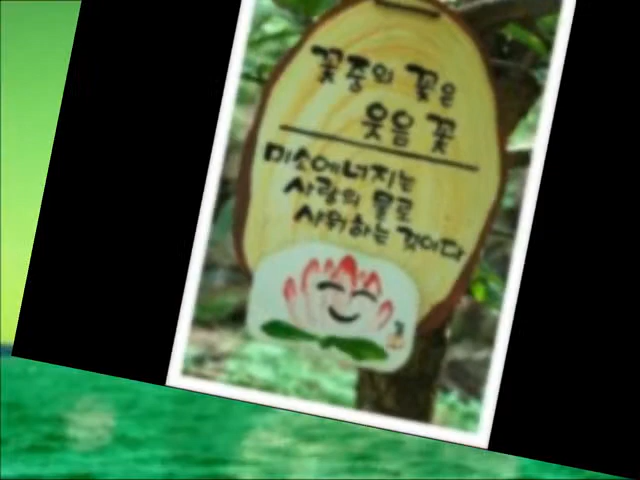 꽃중의 꽃은
웃음 꽃
미소에너지는
사랑의 물로
샤워하는 것이다